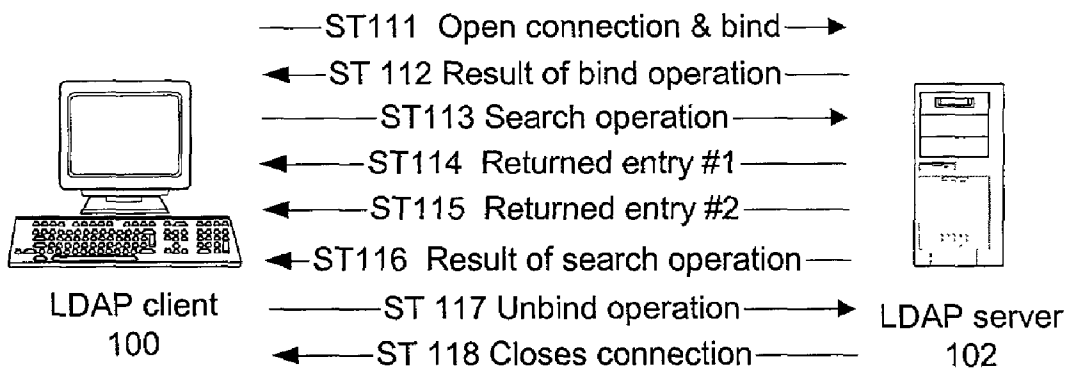 ST111 Open connection & bind
ST 112 Result of bind operation
ST113 Search operation
ST114 Returned entry #1
ST115 Returned entry #2
ST116 Result of search operation
ST 117 Unbind operation
ST 118 Closes connection
LDAP client
100
LDAP server
102